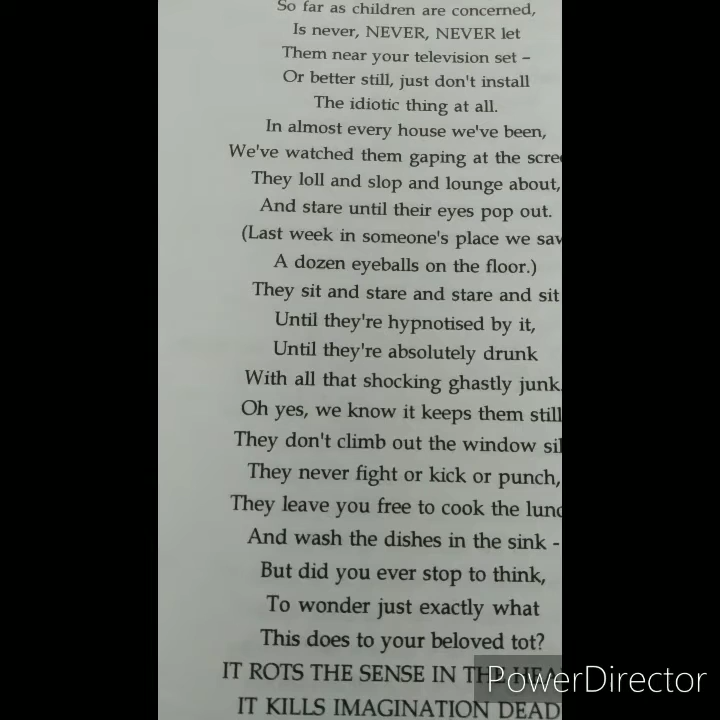 So far as children are concerned,
Is never, NEVER, NEVER let
Them near your television set –
Or better still, just don't install
The idiotic thing at all.
In almost every house we've been,
We've watched them gaping at the
They loll and slop and lounge about,
And stare until their eyes pop out.
(Last week in someone's place we saw
A dozen eyeballs on the floor.)
They sit and stare and stare and sit
Until they're hypnotised by it,
Until they're absolutely drunk
With all that shocking ghastly junk.
Oh yes, we know it keeps them still
They don't climb out the window
They never fight or kick or punch,
They leave you free to cook the
And wash the dishes in the sink -
But did you ever stop to think,
To wonder just exactly what
This does to your beloved tot?
IT ROTS THE SENSE IN THE
IT KILLS IMAGINATION DEAD
PowerDirector